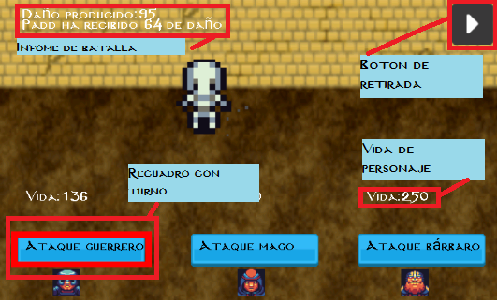 Daño producido:95
Padd ha recibido 64 de daño
Infome de batalla
Boton de
retirada
Vida de
personaje
Recuadro con
turno
Vida:136
Vida:250
Ataque guerrero
Ataque mago
Ataque bárbaro